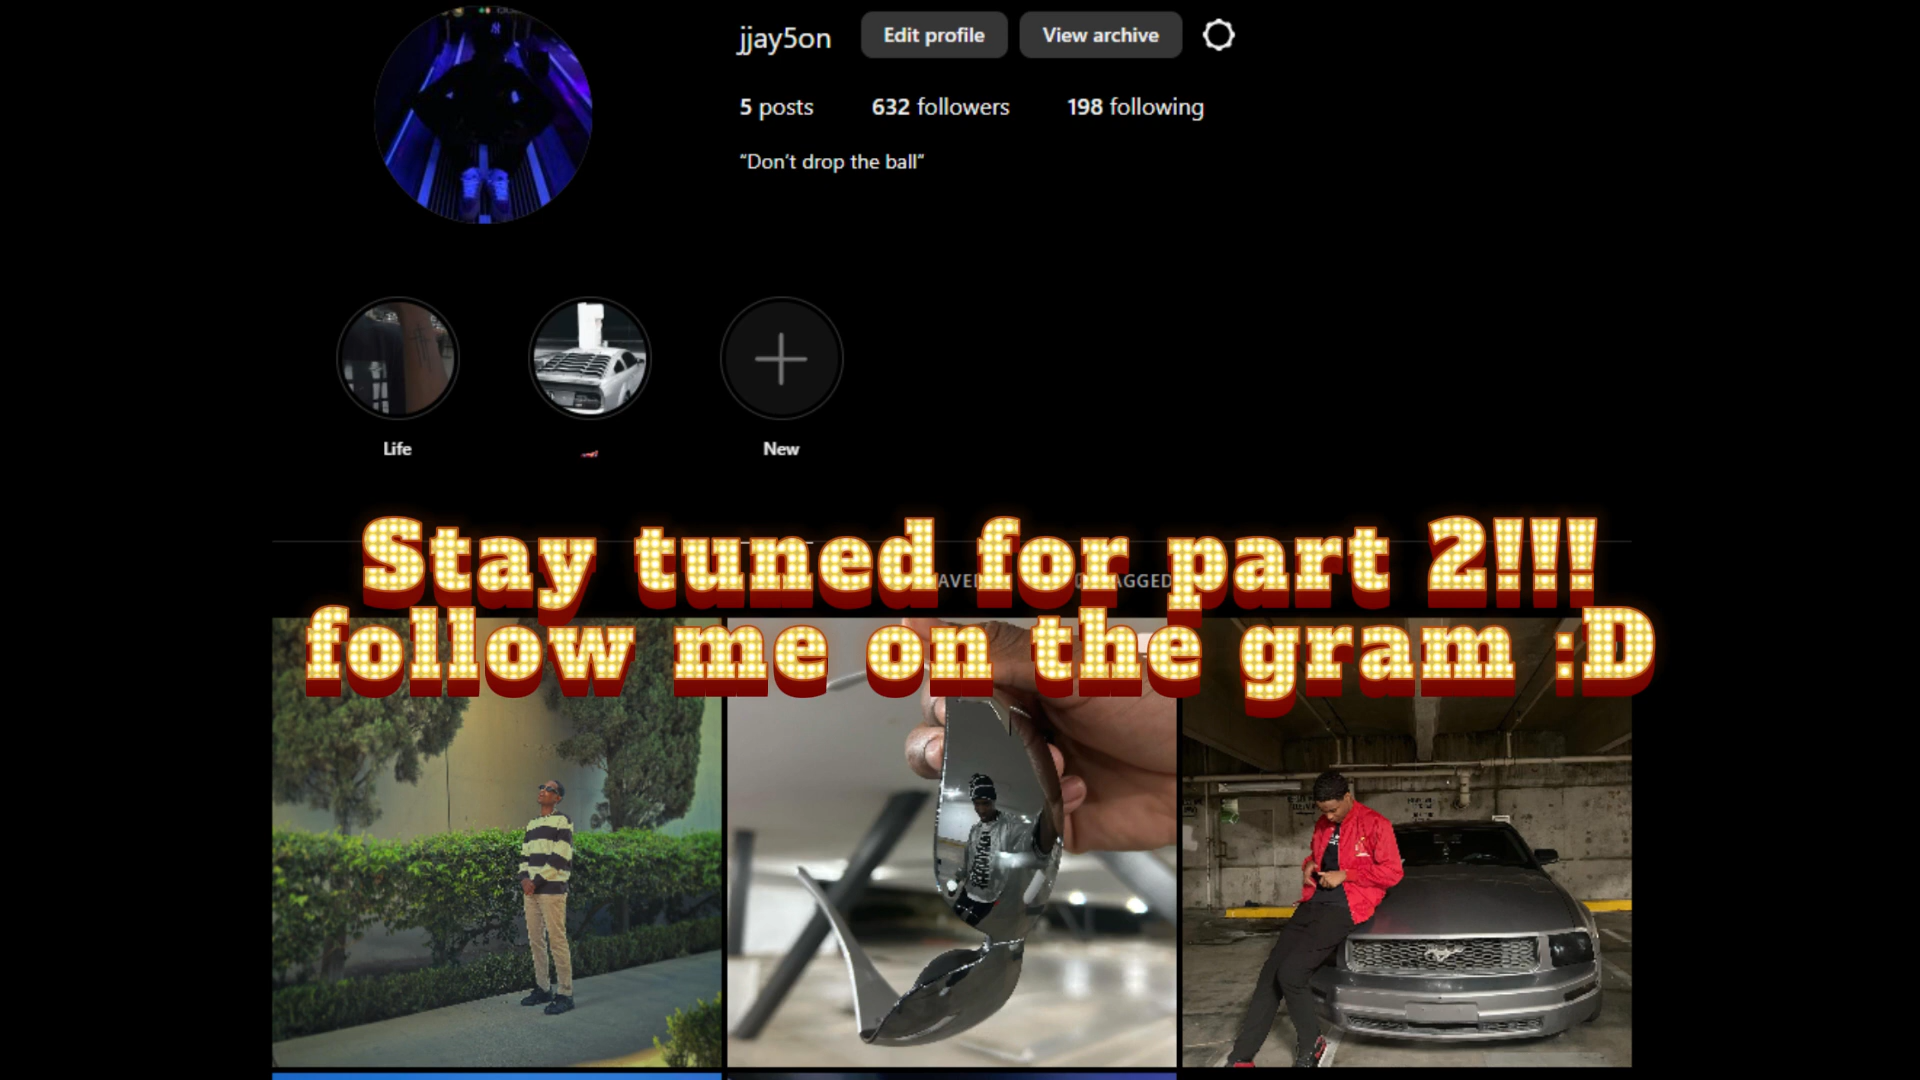 jjay5on
Edit profile
View archive
5 posts
632 followers
198 following
“Don’t drop the ball”
Life
New
Stay tuned for part 2!!!
follow me on the gram :D